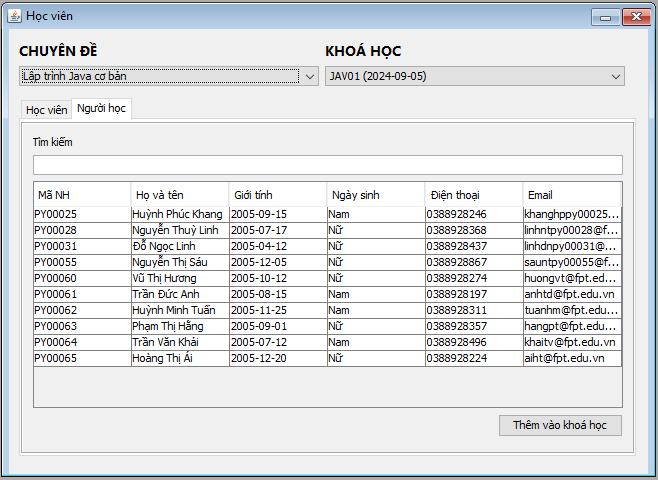 Học viên
CHUYÊN ĐỀ KHOÁ HỌC
Lập trình Java cơ bản JAV01 (2024-09-05)
Học viên Người học
Tìm kiếm
Mã NH Họ và tên Giới tính Ngày sinh Điện thoại Email
PY00025 Huỳnh Phúc Khang 2005-09-15 Nam 0388928246 khanghppy00025...
PY00028 Nguyễn Thuỳ Linh 2005-07-17 Nữ 0388928368 linhntpy00028@f...
PY00031 Đỗ Ngọc Linh 2005-04-12 Nữ 0388928437 linhdnpy00031@...
PY00055 Nguyễn Thị Sáu 2005-12-05 Nữ 0388928867 sauntpy00055@f...
PY00060 Vũ Thị Hương 2005-10-12 Nữ 0388928274 huongvt@fpt.edu...
PY00061 Trần Đức Anh 2005-08-15 Nam 0388928197 anhtd@fpt.edu.vn
PY00062 Huỳnh Minh Tuấn 2005-11-25 Nam 0388928311 tuanhm@fpt.edu...
PY00063 Phạm Thị Hằng 2005-09-01 Nữ 0388928357 hangpt@fpt.edu.vn
PY00064 Trần Văn Khải 2005-07-12 Nam 0388928496 khaitv@fpt.edu.vn
PY00065 Hoàng Thị Ái 2005-12-20 Nữ 0388928224 aiht@fpt.edu.vn
Thêm vào khoá học